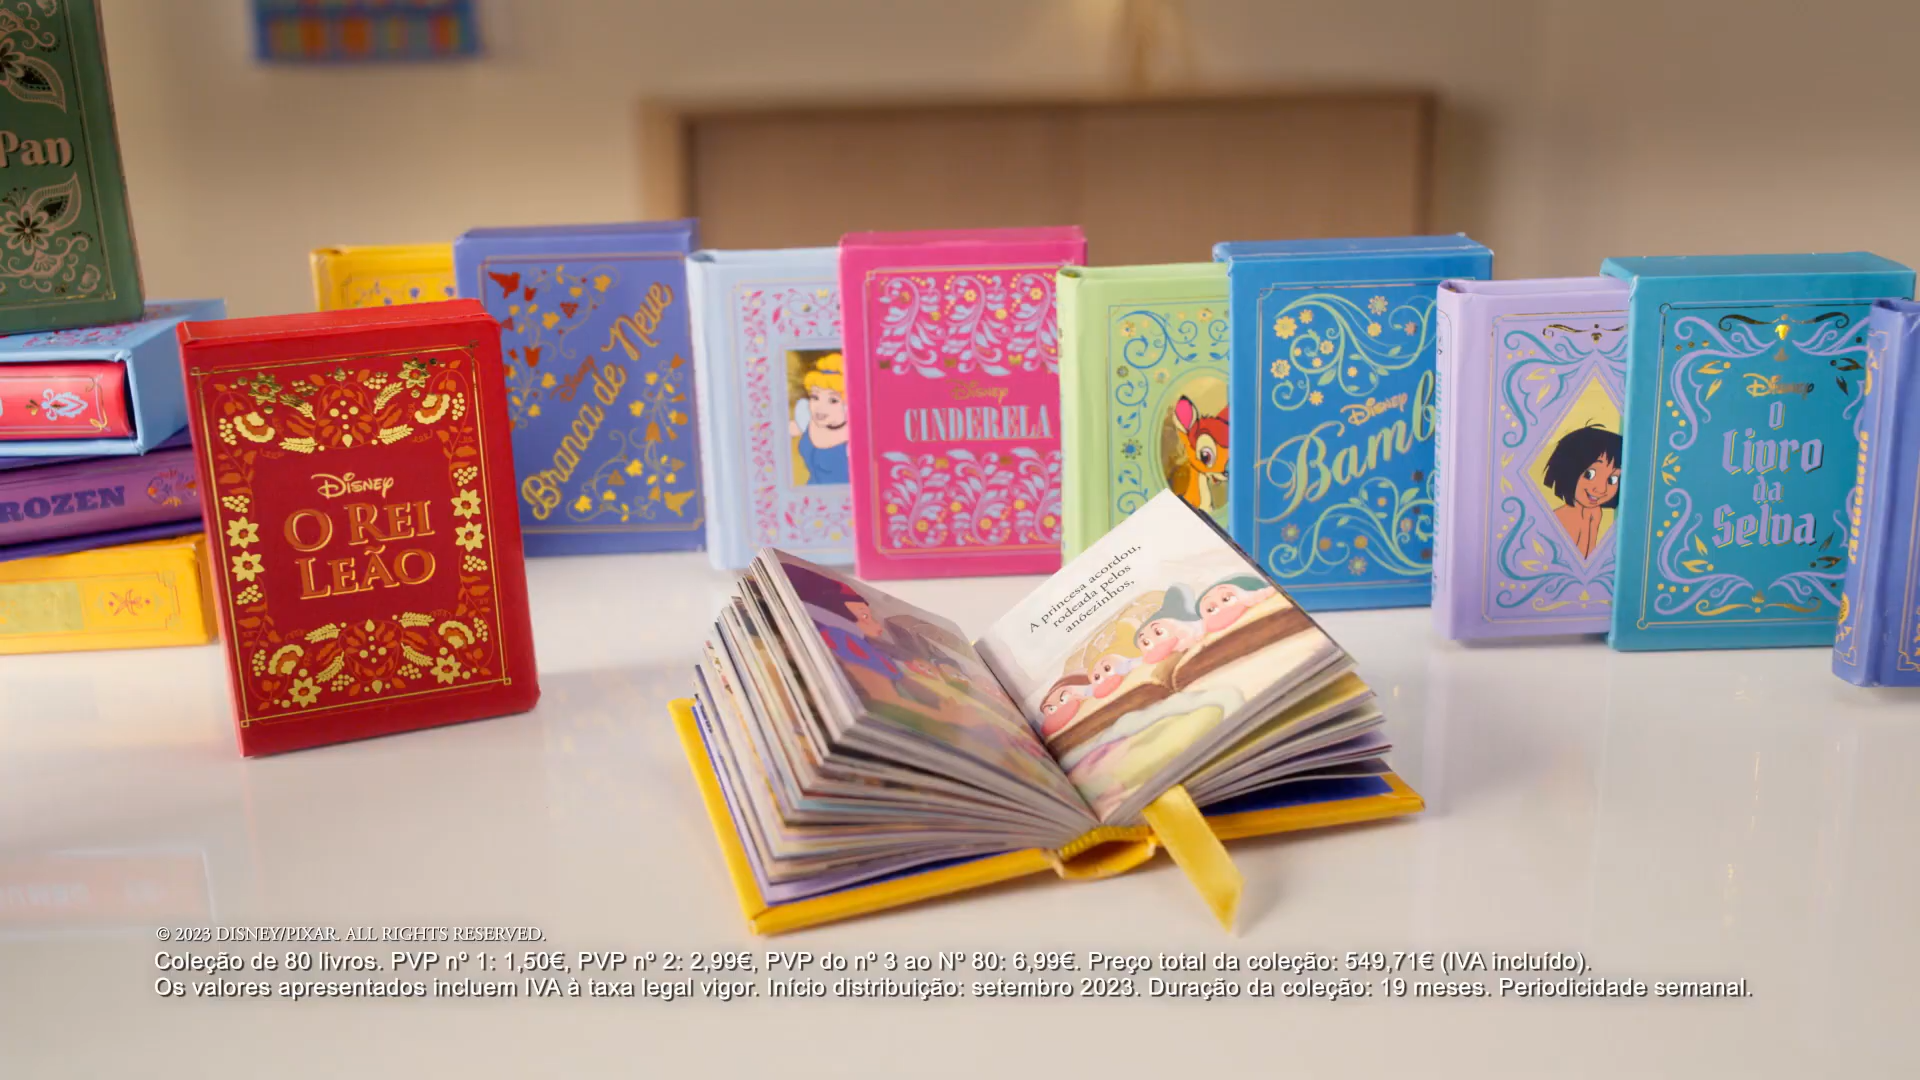 Pan
ROZEN
Disney
O REI
LEÃO
Disney
Branca de Neve
Disney
CINDERELA
Disney
Bamb
Disney
O
Livro
da
Selva
A princesa acordou,
rodeada pelos
anõezinhos,
© 2023 DISNEY/PIXAR. ALL RIGHTS RESERVED.
Coleção de 80 livros. PVP nº 1: 1,50€, PVP nº 2: 2,99€, PVP do nº 3 ao Nº 80: 6,99€. Preço total da coleção: 549,71€ (IVA incluído).
Os valores apresentados incluem IVA à taxa legal vigor. Início distribuição: setembro 2023. Duração da coleção: 19 meses. Periodicidade semanal.